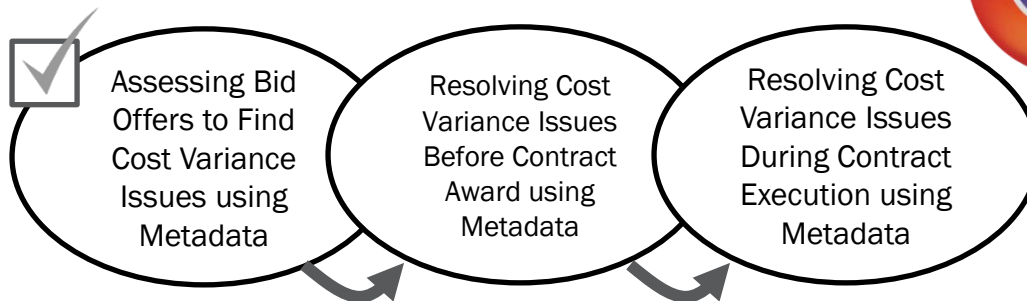 Assessing Bid
Offers to Find
Cost Variance
Issues using
Metadata
Resolving Cost
Variance Issues
Before Contract
Award using
Metadata
Resolving Cost
Variance Issues
During Contract
Execution using
Metadata